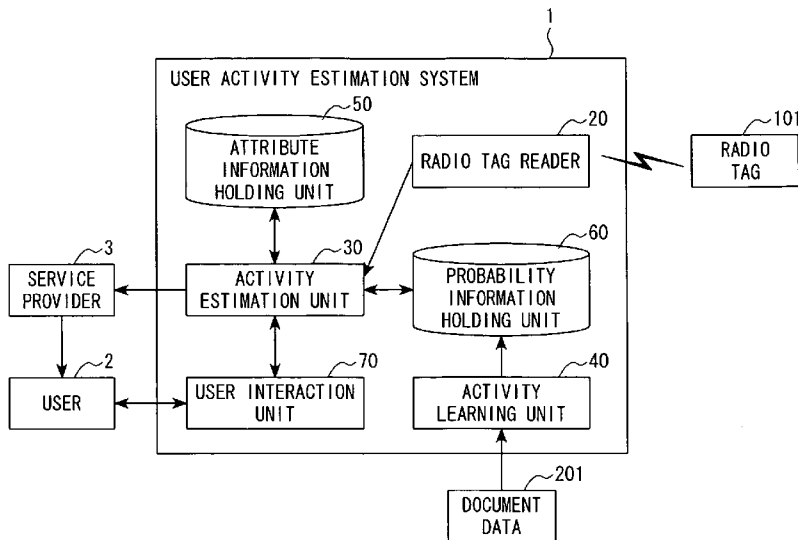 1
USER ACTIVITY ESTIMATION SYSTEM
50
ATTRIBUTE
INFORMATION
HOLDING UNIT
20
RADIO TAG READER
101
RADIO
TAG
3
SERVICE
PROVIDER
30
ACTIVITY
ESTIMATION UNIT
60
PROBABILITY
INFORMATION
HOLDING UNIT
2
USER
70
USER INTERACTION
UNIT
40
ACTIVITY
LEARNING UNIT
201
DOCUMENT
DATA